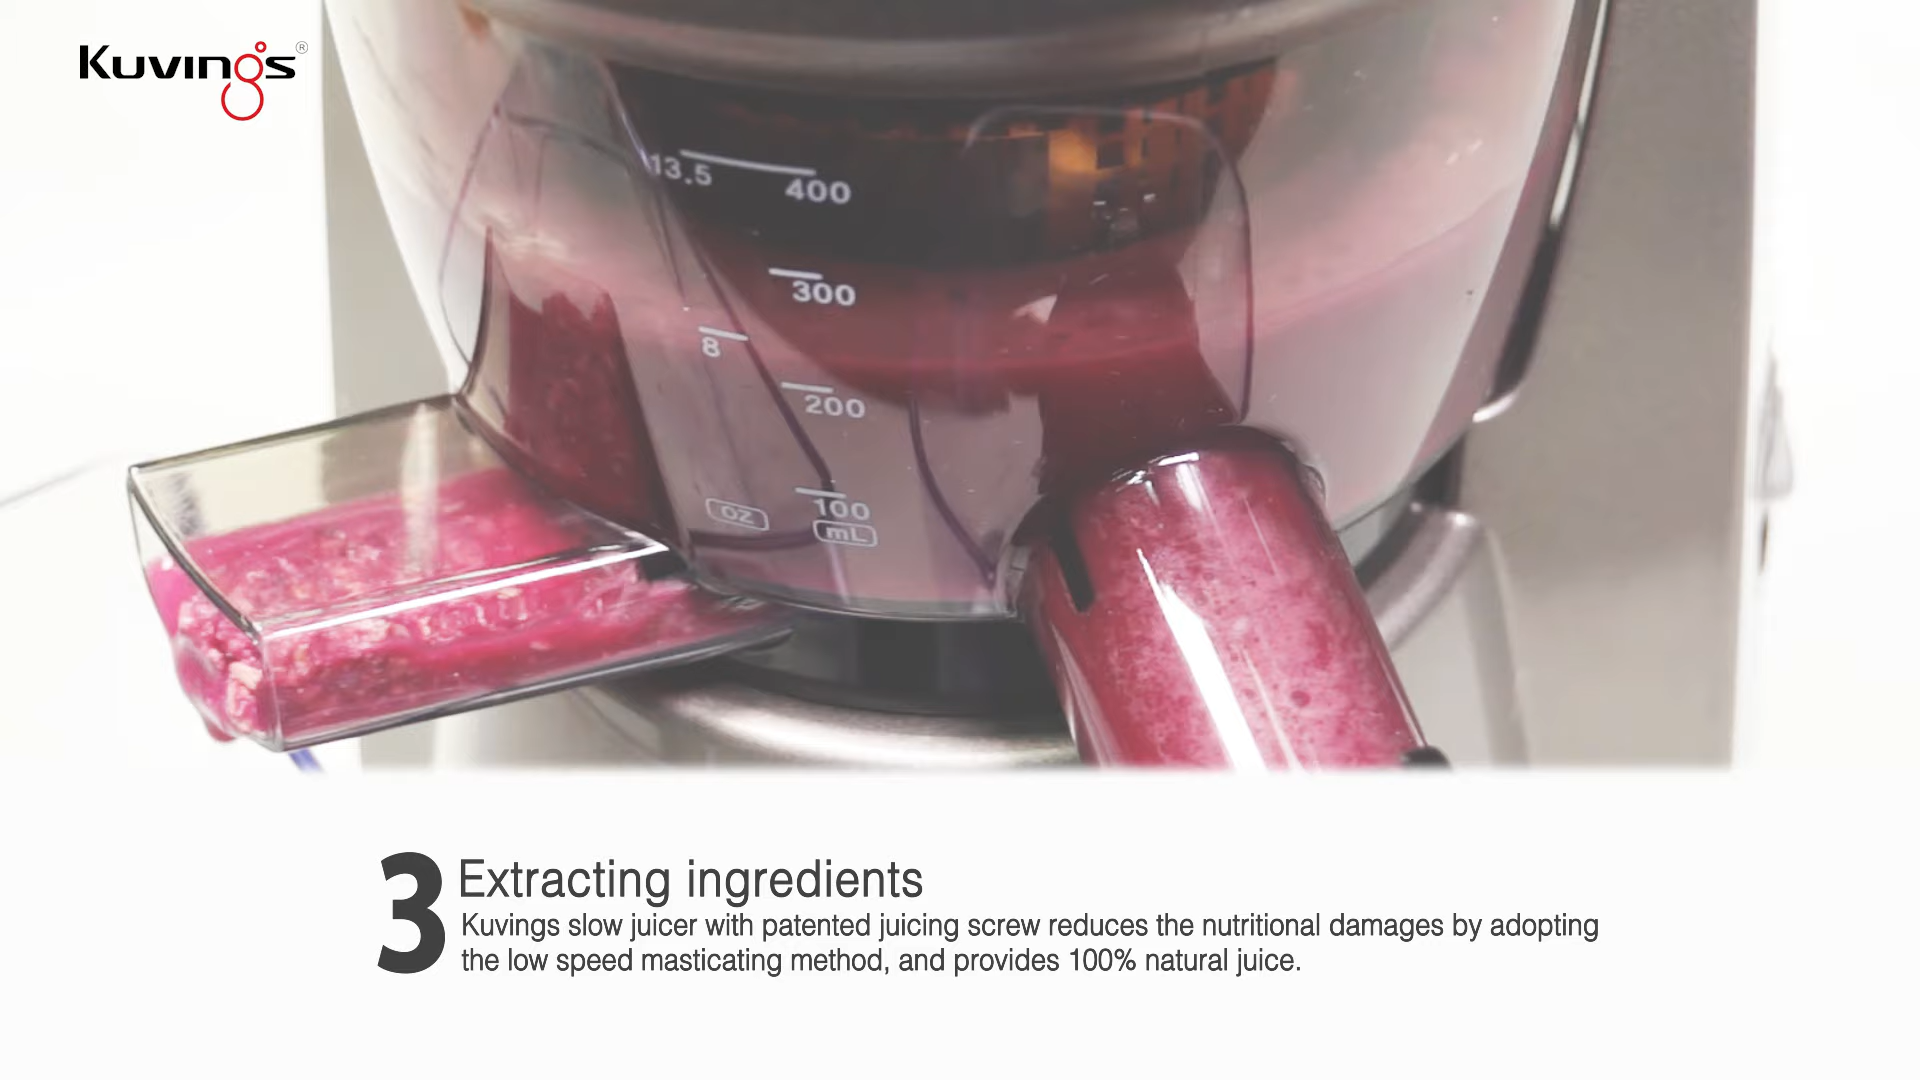 Kuvings®
13.5
400
300
8
200
100
OZ
mL
3
Extracting ingredients
Kuvings slow juicer with patented juicing screw reduces the nutritional damages by adopting
the low speed masticating method, and provides 100% natural juice.